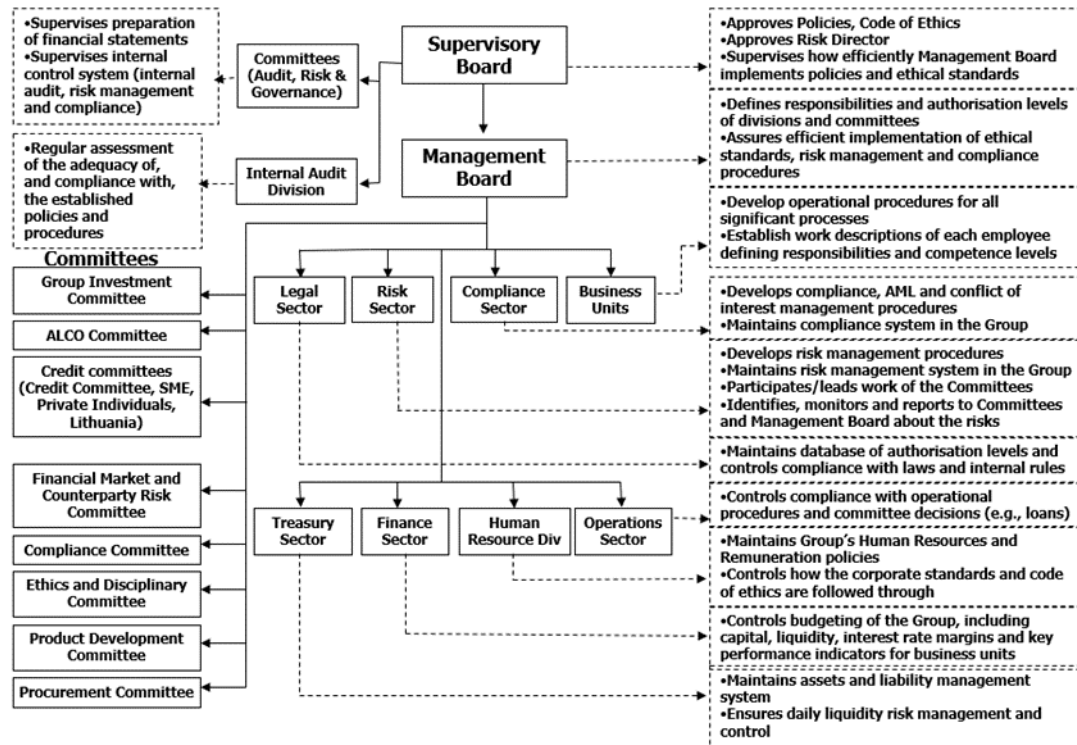 •Supervises preparation
of financial statements
•Supervises internal
control system (internal
audit, risk management
and compliance)
Committees
(Audit, Risk &
Governance)
Supervisory
Board
•Approves Policies, Code of Ethics
•Approves Risk Director
•Supervises how efficiently Management Board
implements policies and ethical standards
•Regular assessment
of the adequacy of,
and compliance with,
the established
policies and
procedures
Internal Audit
Division
Management
Board
•Defines responsibilities and authorisation levels
of divisions and committees
•Assures efficient implementation of ethical
standards, risk management and compliance
procedures
•Develop operational procedures for all
significant processes
•Establish work descriptions of each employee
defining responsibilities and competence levels
Committees
Group Investment
Committee
ALCO Committee
Credit committees
(Credit Committee, SME,
Private Individuals,
Lithuania)
Financial Market and
Counterparty Risk
Committee
Compliance Committee
Ethics and Disciplinary
Committee
Product Development
Committee
Procurement Committee
Legal
Sector
Risk
Sector
Compliance
Sector
Business
Units
•Develops compliance, AML and conflict of
interest management procedures
•Maintains compliance system in the Group
•Develops risk management procedures
•Maintains risk management system in the Group
•Participates/leads work of the Committees
•Identifies, monitors and reports to Committees
and Management Board about the risks
•Maintains database of authorisation levels and
controls compliance with laws and internal rules
Treasury
Sector
Finance
Sector
Human
Resource Div
Operations
Sector
•Controls compliance with operational
procedures and committee decisions (e.g., loans)
•Maintains Group's Human Resources and
Remuneration policies
•Controls how the corporate standards and code
of ethics are followed through
•Controls budgeting of the Group, including
capital, liquidity, interest rate margins and key
performance indicators for business units
•Maintains assets and liability management
system
•Ensures daily liquidity risk management and
control